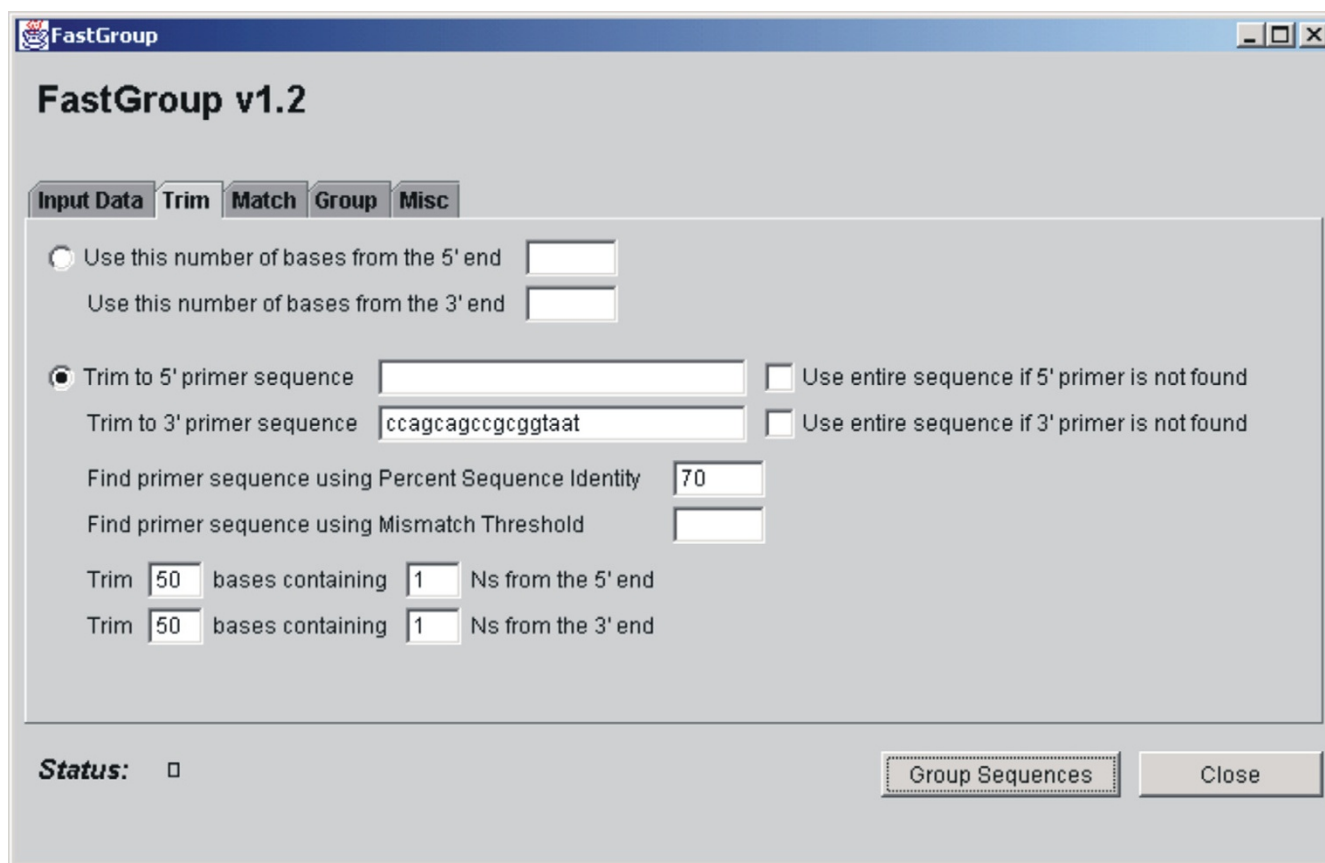 FastGroup
FastGroup v1.2
Input Data Trim Match Group Misc
Use this number of bases from the 5' end
Use this number of bases from the 3' end
Trim to 5' primer sequence Use entire sequence if 5' primer is not found
Trim to 3' primer sequence ccagcagccgcggtaat Use entire sequence if 3' primer is not found
Find primer sequence using Percent Sequence Identity 70
Find primer sequence using Mismatch Threshold
Trim 50 bases containing 1 Ns from the 5' end
Trim 50 bases containing 1 Ns from the 3' end
Status: Group Sequences Close